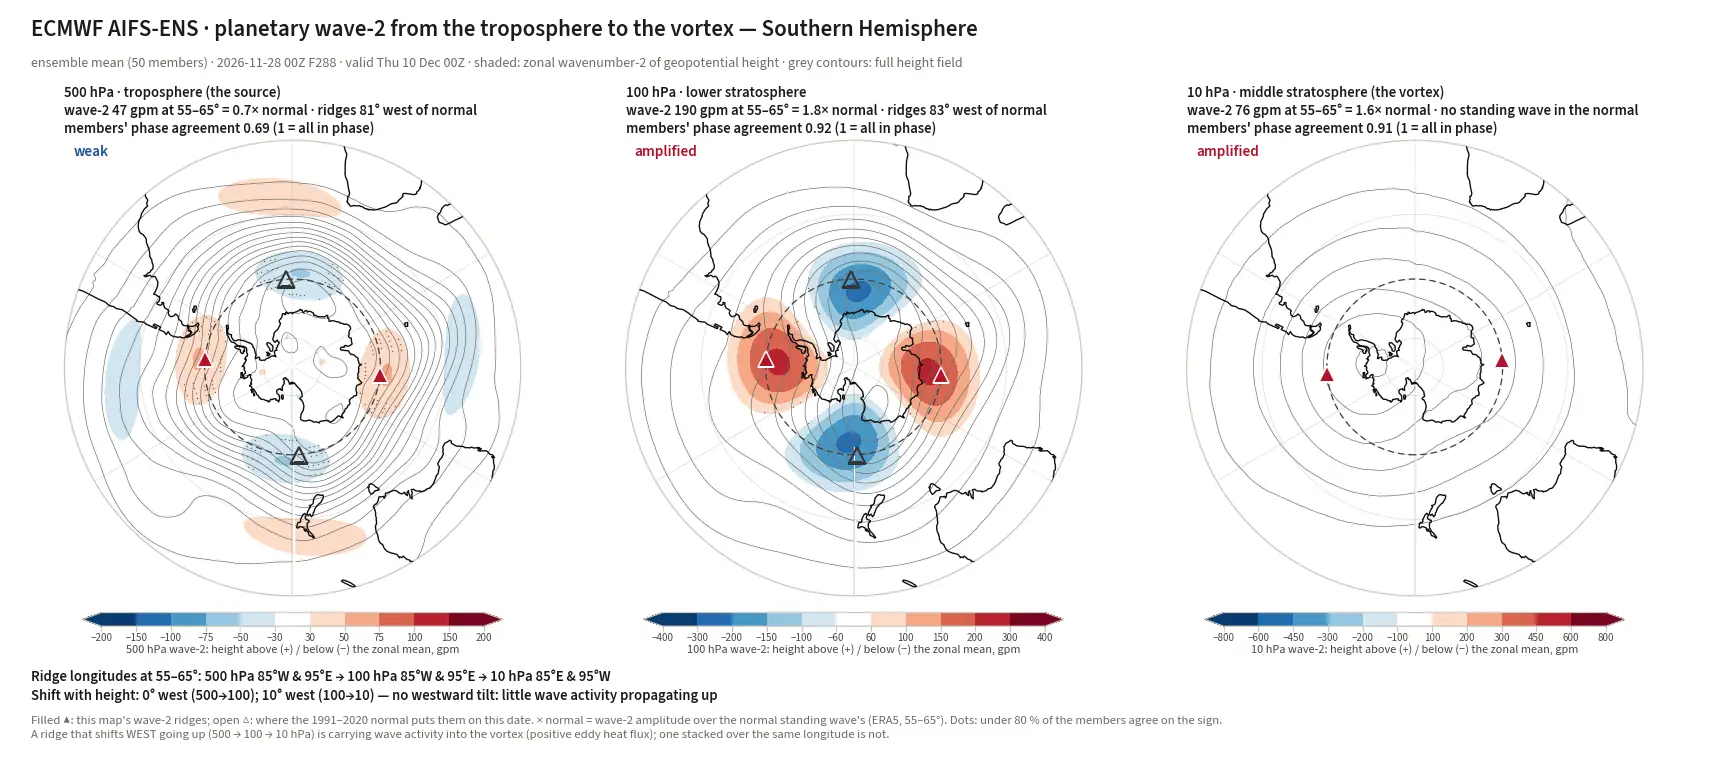 ECMWF AIFS-ENS · planetary wave-2 from the troposphere to the vortex — Southern Hemisphere
ensemble mean (50 members) · 2026-11-28 00Z F288 · valid Thu 10 Dec 00Z · shaded: zonal wavenumber-2 of geopotential height · grey contours: full height field
500 hPa · troposphere (the source)
wave-2 47 gpm at 55–65° = 0.7× normal · ridges 81° west of normal
members' phase agreement 0.69 (1 = all in phase)
weak
100 hPa · lower stratosphere
wave-2 190 gpm at 55–65° = 1.8× normal · ridges 83° west of normal
members' phase agreement 0.92 (1 = all in phase)
amplified
10 hPa · middle stratosphere (the vortex)
wave-2 76 gpm at 55–65° = 1.6× normal · no standing wave in the normal
members' phase agreement 0.91 (1 = all in phase)
amplified
−200 −150 −100 −75 −50 −30 30 50 75 100 150 200
500 hPa wave-2: height above (+) / below (−) the zonal mean, gpm
−400 −300 −200 −150 −100 −60 60 100 150 200 300 400
100 hPa wave-2: height above (+) / below (−) the zonal mean, gpm
−800 −600 −450 −300 −200 −100 100 200 300 450 600 800
10 hPa wave-2: height above (+) / below (−) the zonal mean, gpm
Ridge longitudes at 55–65°: 500 hPa 85°W & 95°E → 100 hPa 85°W & 95°E → 10 hPa 85°E & 95°W
Shift with height: 0° west (500→100); 10° west (100→10) — no westward tilt: little wave activity propagating up
Filled ▲: this map's wave-2 ridges; open △: where the 1991–2020 normal puts them on this date. × normal = wave-2 amplitude over the normal standing wave's (ERA5, 55–65°). Dots: under 80 % of the members agree on the sign.
A ridge that shifts WEST going up (500 → 100 → 10 hPa) is carrying wave activity into the vortex (positive eddy heat flux); one stacked over the same longitude is not.